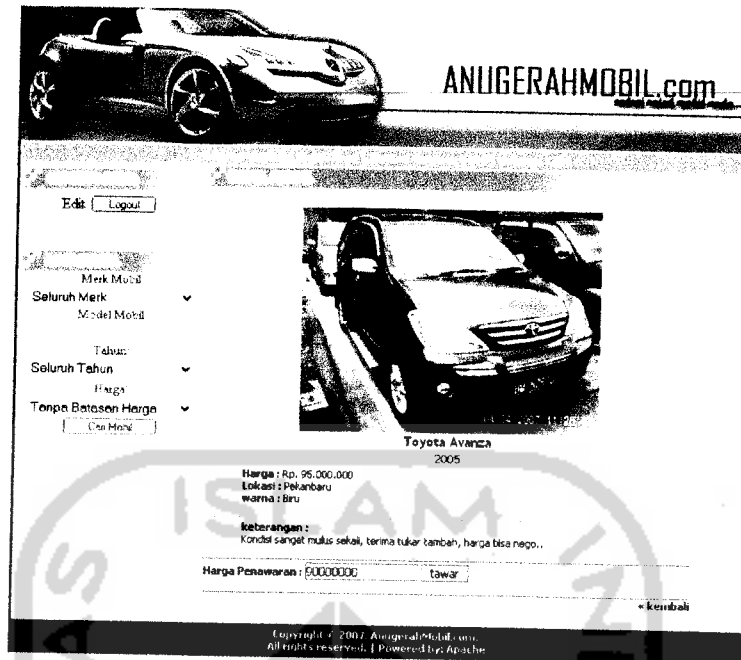 ANUGERAHMOBIL.com
Edit Logout
Merk Mobil
Seluruh Merk
Model Mobil
Tahun:
Seluruh Tahun
Harga:
Tanpa Batasan Harga
Cari Mobil
Toyota Avanza
2005
Harga : Rp. 95.000.000
Lokasi : Pekanbaru
warna : Biru
keterangan :
Kondisi sangat mulus sekali, terima tukar tambah, harga bisa nego..
Harga Penawaran : 90000000 tawar
« kembali
Copyright © 2007. AnugerahMobil.com.
All rights reserved. | Powered by: Apache
ISLAM
AS